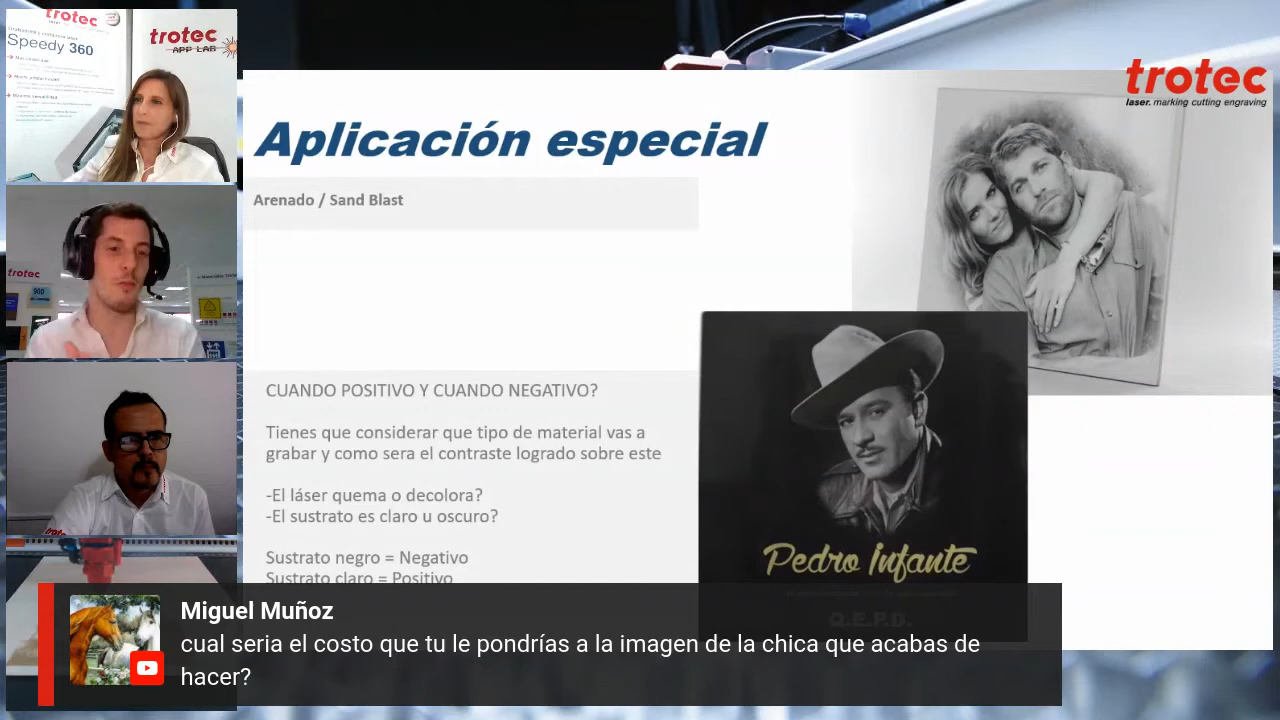 trotec
Speedy 360
trotec
APP LAB
trotec
laser. marking cutting engraving
Aplicación especial
Arenado / Sand Blast
trotec
CUANDO POSITIVO Y CUANDO NEGATIVO?
Tienes que considerar que tipo de material vas a
grabar y como sera el contraste logrado sobre este
-El láser quema o decolora?
-El sustrato es claro u oscuro?
Sustrato negro = Negativo
Sustrato claro = Positivo
Pedro Infante
Q.E.P.D.
Miguel Muñoz
cual seria el costo que tu le pondrías a la imagen de la chica que acabas de
hacer?